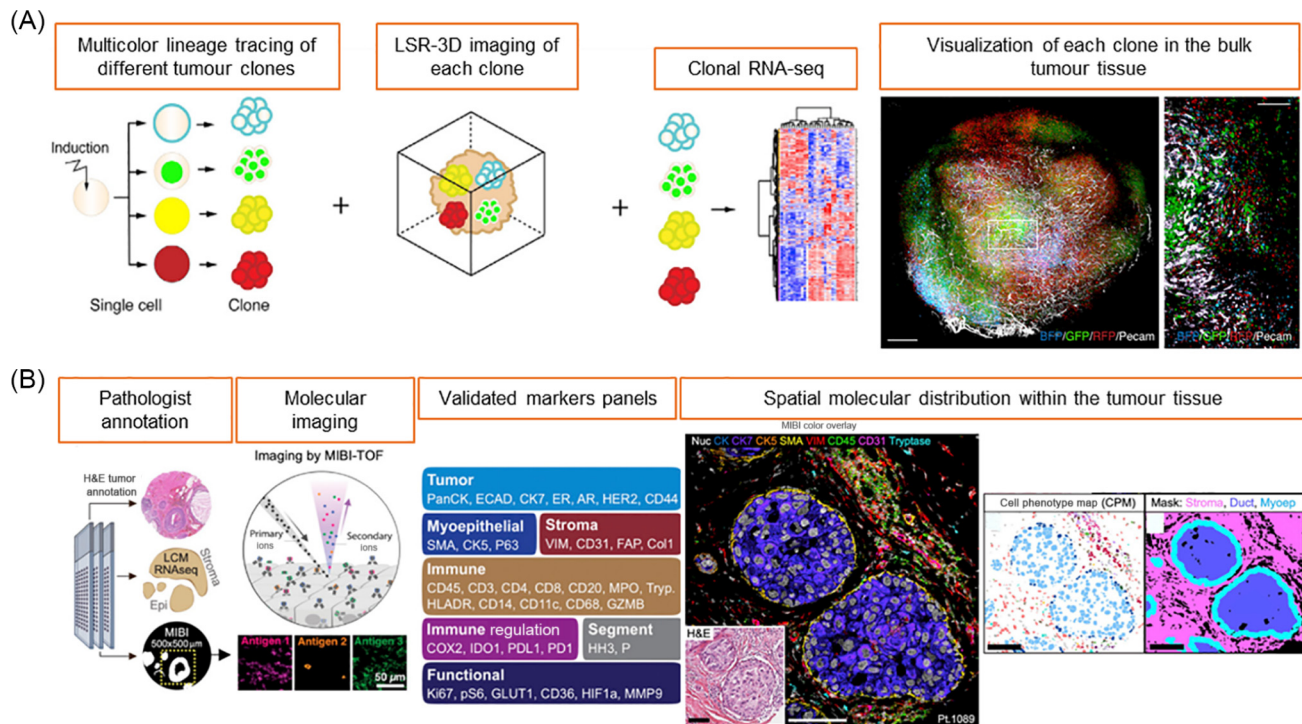 (A)
Multicolor lineage tracing of
different tumour clones
LSR-3D imaging of
each clone
Clonal RNA-seq
Visualization of each clone in the bulk
tumour tissue
Induction
+
+
Single cell
Clone
BFP/GFP/RFP/Pecam
BFP/GFP/RFP/Pecam
(B)
Pathologist
annotation
Molecular
imaging
Validated markers panels
Spatial molecular distribution within the tumour tissue
H&E tumor
annotation
LCM
RNAseq
Stroma
Epi
MIBI
500x500µm
Imaging by MIBI-TOF
Primary
ions
Secondary
ions
Antigen 1
Antigen 2
Antigen 3
50 µm
Tumor
PanCK, ECAD, CK7, ER, AR, HER2, CD44
Myoepithelial
SMA, CK5, P63
Stroma
VIM, CD31, FAP, Col1
Immune
CD45, CD3, CD4, CD8, CD20, MPO, Tryp.
HLADR, CD14, CD11c, CD68, GZMB
Immune regulation
COX2, IDO1, PDL1, PD1
Segment
HH3, P
Functional
Ki67, pS6, GLUT1, CD36, HIF1a, MMP9
MIBI color overlay
Nuc CK CK7 CK5 SMA VIM CD45 CD31 Tryptase
H&E
Pt.1089
Cell phenotype map (CPM)
Mask: Stroma, Duct, Myoep